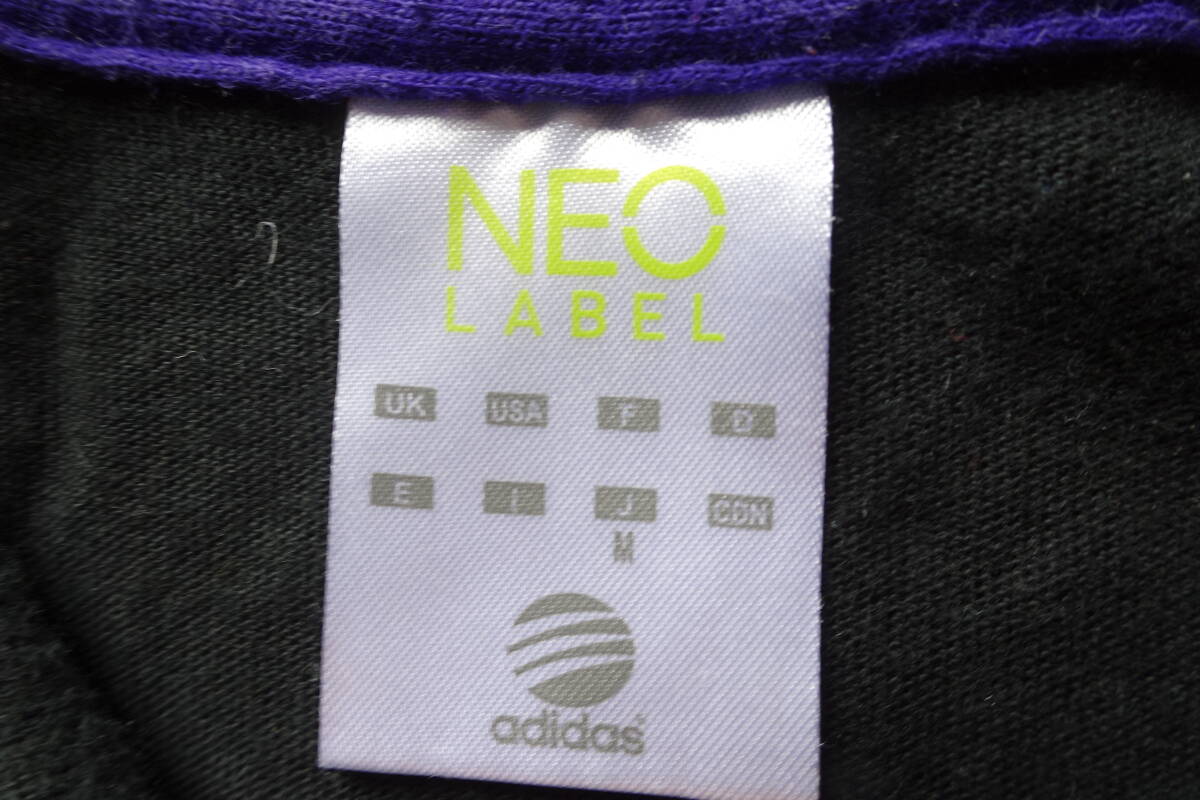 NEO
LABEL
UK USA F D
E I J CDN
M
adidas